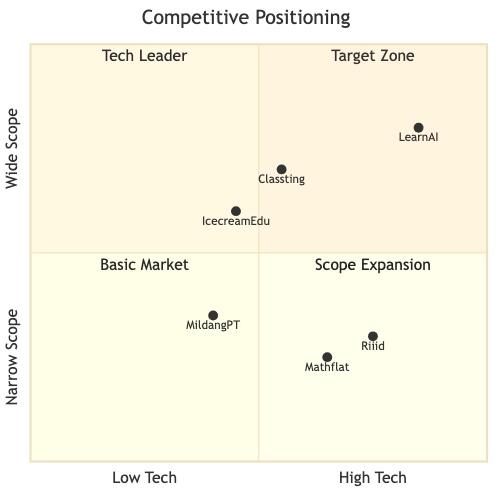 Competitive Positioning
Tech Leader
Target Zone
Wide Scope
LearnAI
Classting
IcecreamEdu
Basic Market
Scope Expansion
Narrow Scope
MildangPT
Riiid
Mathflat
Low Tech
High Tech